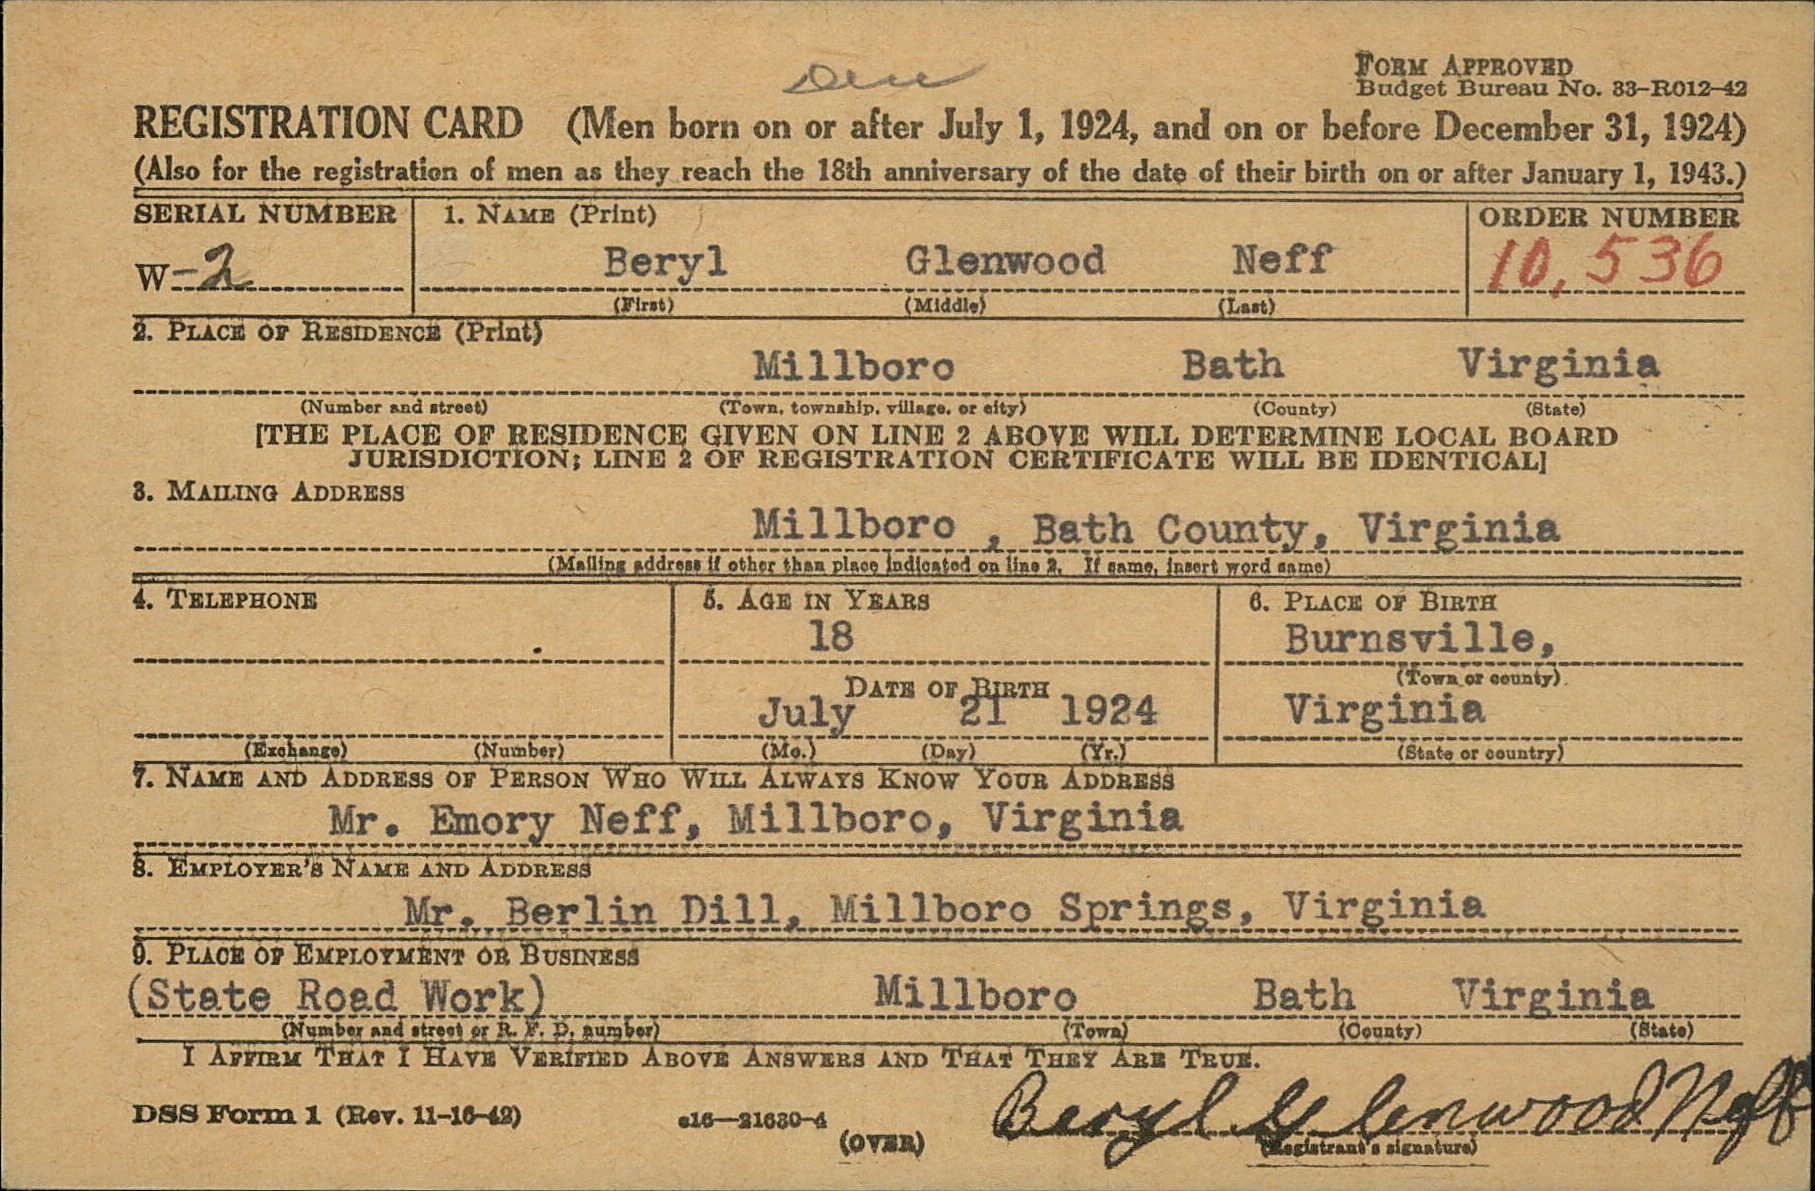 FORM APPROVED
Budget Bureau No. 33-R012-42
REGISTRATION CARD (Men born on or after July 1, 1924, and on or before December 31, 1924)
(Also for the registration of men as they reach the 18th anniversary of the date of their birth on or after January 1, 1943.)
SERIAL NUMBER 1. NAME (Print) ORDER NUMBER
W-2 Beryl Glenwood Neff 10,536
(First) (Middle) (Last)
2. PLACE OF RESIDENCE (Print)
Millboro Bath Virginia
(Number and street) (Town, township, village, or city) (County) (State)
[THE PLACE OF RESIDENCE GIVEN ON LINE 2 ABOVE WILL DETERMINE LOCAL BOARD
JURISDICTION; LINE 2 OF REGISTRATION CERTIFICATE WILL BE IDENTICAL]
3. MAILING ADDRESS
Millboro , Bath County, Virginia
(Mailing address if other than place indicated on line 2. If same, insert word same)
4. TELEPHONE 5. AGE IN YEARS 6. PLACE OF BIRTH
18 Burnsville,
DATE OF BIRTH (Town or county)
July 21 1924 Virginia
(Exchange) (Number) (Mo.) (Day) (Yr.) (State or country)
7. NAME AND ADDRESS OF PERSON WHO WILL ALWAYS KNOW YOUR ADDRESS
Mr. Emory Neff, Millboro, Virginia
8. EMPLOYER'S NAME AND ADDRESS
Mr. Berlin Dill, Millboro Springs, Virginia
9. PLACE OF EMPLOYMENT OR BUSINESS
(State Road Work) Millboro Bath Virginia
(Number and street or R. F. D. number) (Town) (County) (State)
I AFFIRM THAT I HAVE VERIFIED ABOVE ANSWERS AND THAT THEY ARE TRUE.
DSS Form 1 (Rev. 11-16-42) c16-21630-4 Beryl Glenwood Neff
(OVER) (Registrant's signature)